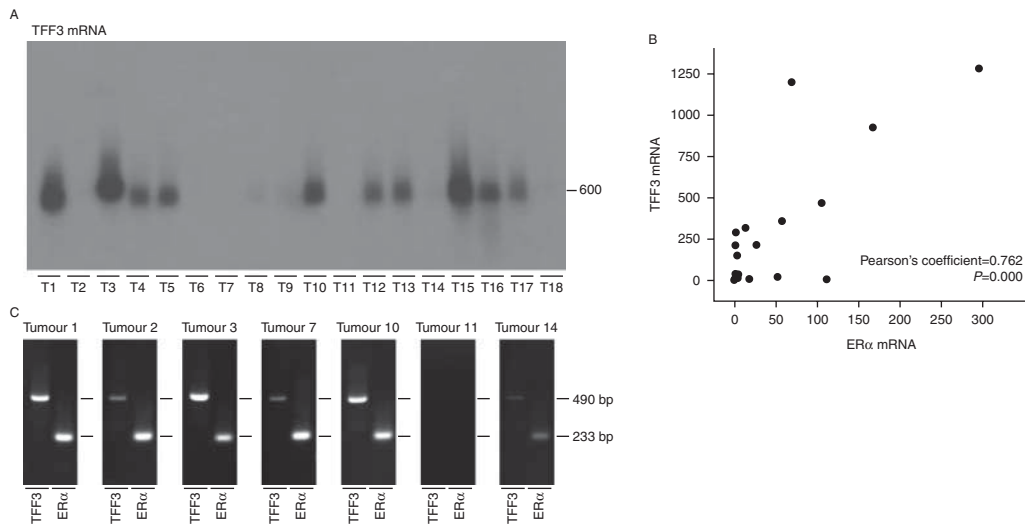 A
TFF3 mRNA
600
T1 T2 T3 T4 T5 T6 T7 T8 T9 T10 T11 T12 T13 T14 T15 T16 T17 T18
B
TFF3 mRNA
1250
1000
750
500
250
0
Pearson's coefficient=0.762
P=0.000
0 50 100 150 200 250 300
ERα mRNA
C
Tumour 1 Tumour 2 Tumour 3 Tumour 7 Tumour 10 Tumour 11 Tumour 14
490 bp
233 bp
TFF3 ERα TFF3 ERα TFF3 ERα TFF3 ERα TFF3 ERα TFF3 ERα TFF3 ERα